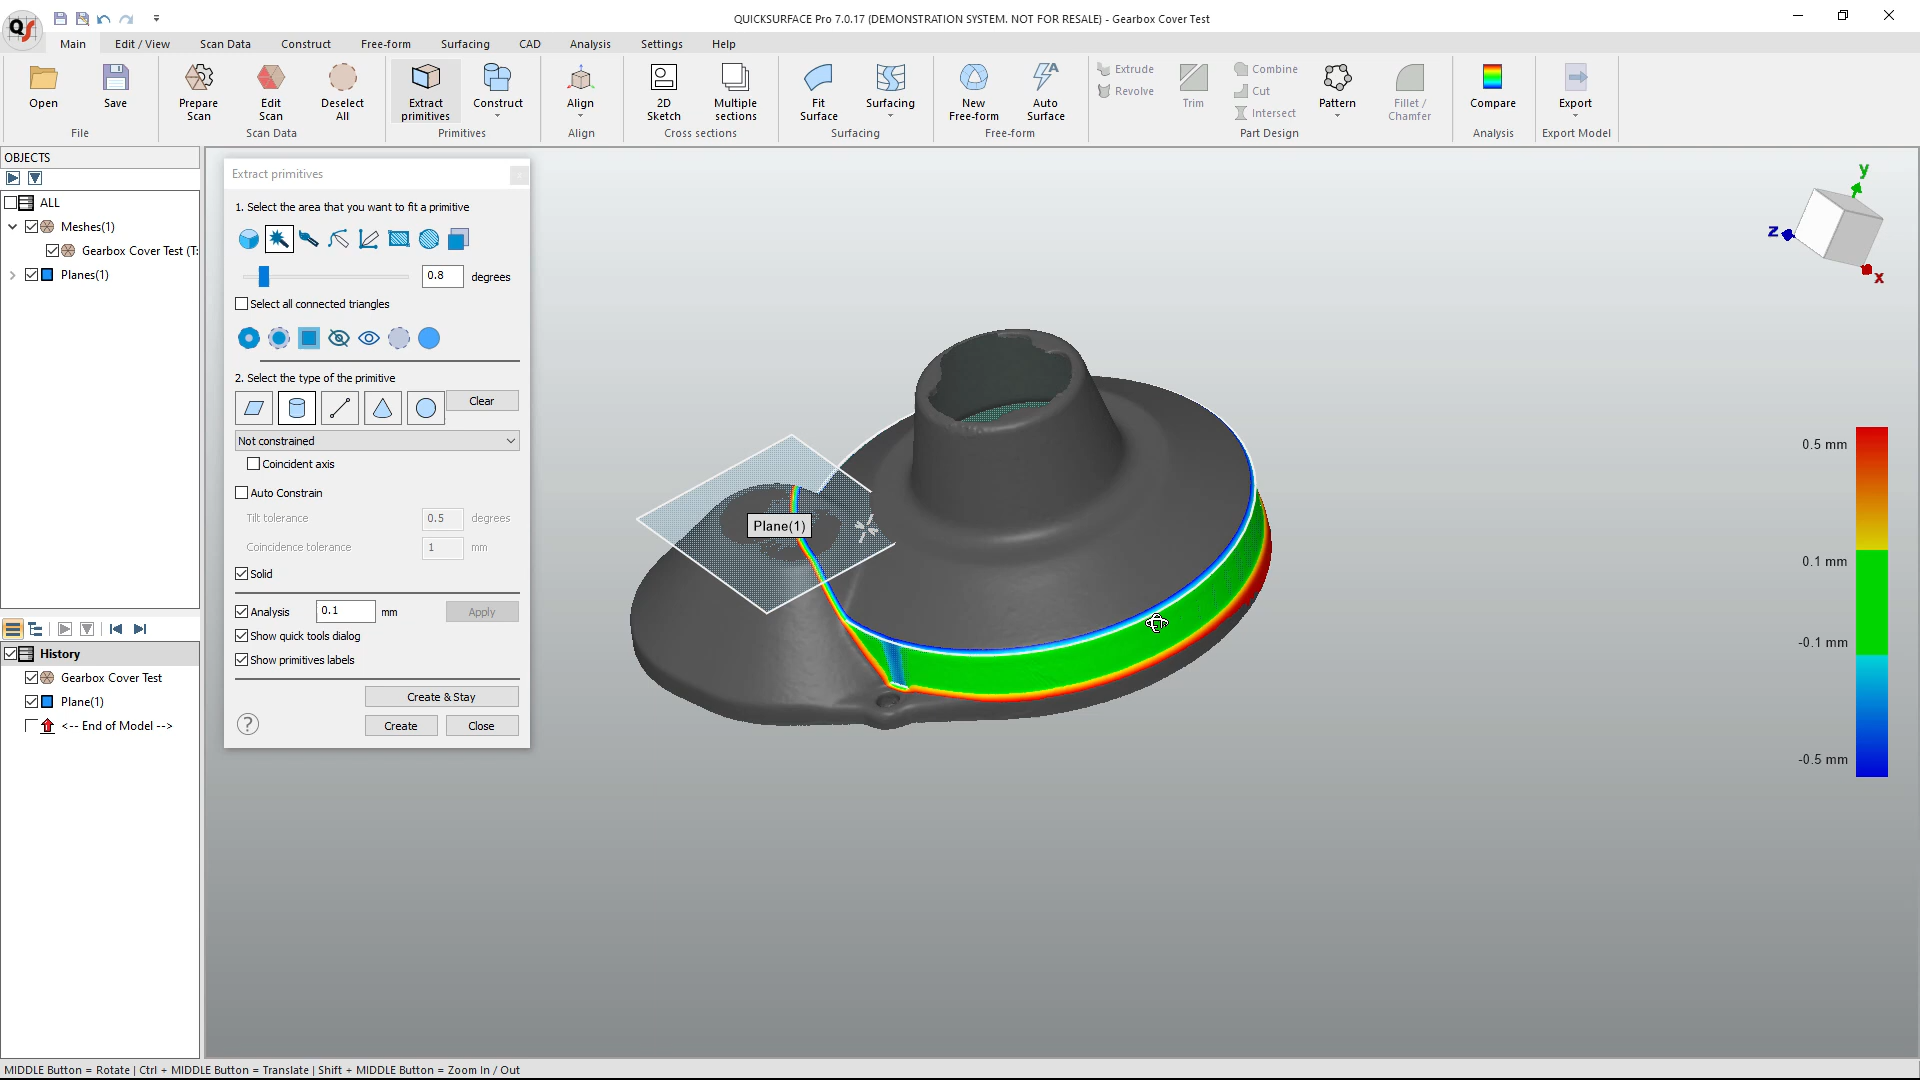 QUICKSURFACE Pro 7.0.17 (DEMONSTRATION SYSTEM. NOT FOR RESALE) - Gearbox Cover Test
Main Edit / View Scan Data Construct Free-form Surfacing CAD Analysis Settings Help
Open Save Prepare Scan Edit Scan Deselect All Extract primitives Construct Align 2D Sketch Multiple sections Fit Surface Surfacing New Free-form Auto Surface Extrude Revolve Trim Combine Cut Intersect Pattern Fillet / Chamfer Compare Export
File Scan Data Primitives Align Cross sections Surfacing Free-form Part Design Analysis Export Model
OBJECTS
ALL
Meshes(1)
Gearbox Cover Test (T:
Planes(1)
History
Gearbox Cover Test
Plane(1)
<-- End of Model -->
Extract primitives
1. Select the area that you want to fit a primitive
0.8 degrees
Select all connected triangles
2. Select the type of the primitive
Clear
Not constrained
Coincident axis
Auto Constrain
Tilt tolerance 0.5 degrees
Coincidence tolerance 1 mm
Solid
Analysis 0.1 mm Apply
Show quick tools dialog
Show primitives labels
Create & Stay
? Create Close
Plane(1)
y
z
x
0.5 mm
0.1 mm
-0.1 mm
-0.5 mm
MIDDLE Button = Rotate | Ctrl + MIDDLE Button = Translate | Shift + MIDDLE Button = Zoom In / Out